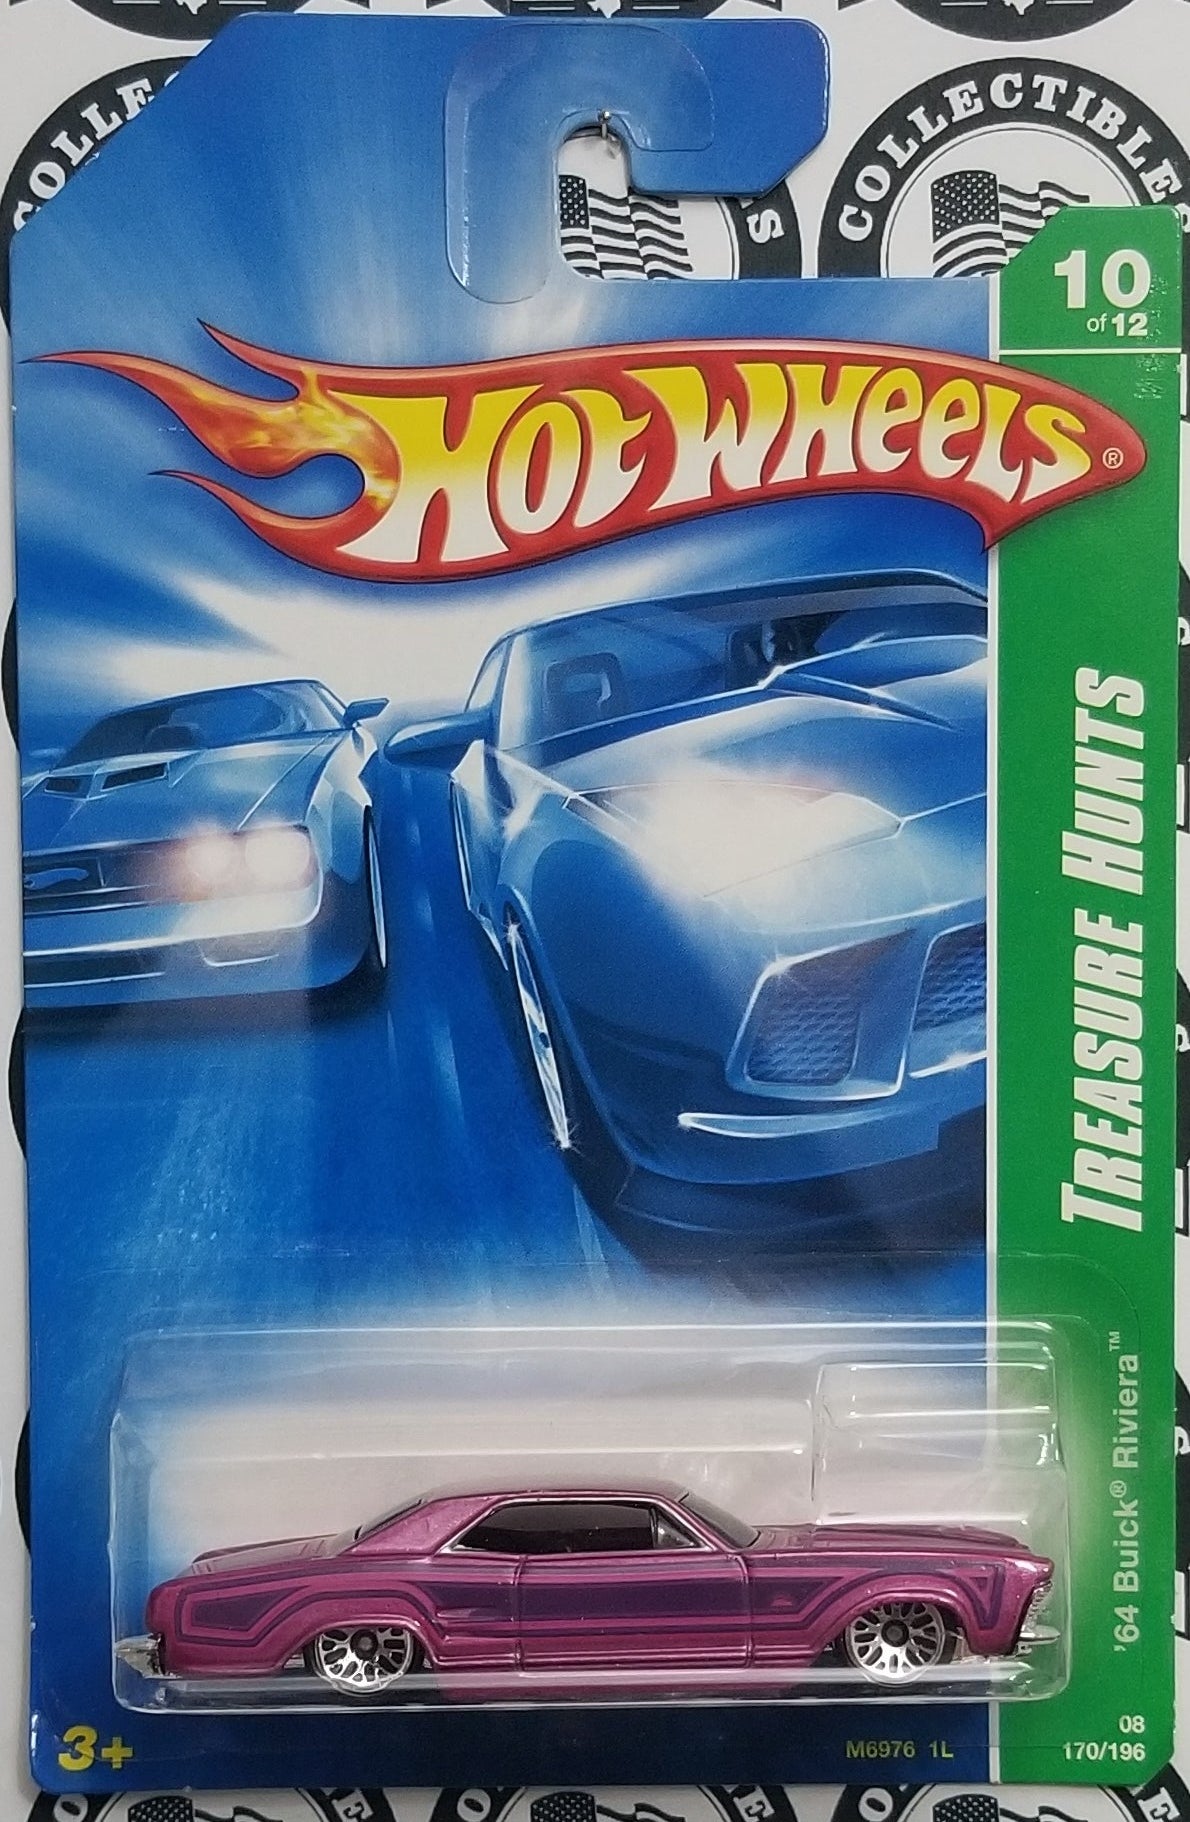 COLLECTIBLES
10
of 12
HOT WHEELS®
TREASURE HUNTS
'64 Buick® Riviera™
3+
M6976 1L
08
170/196